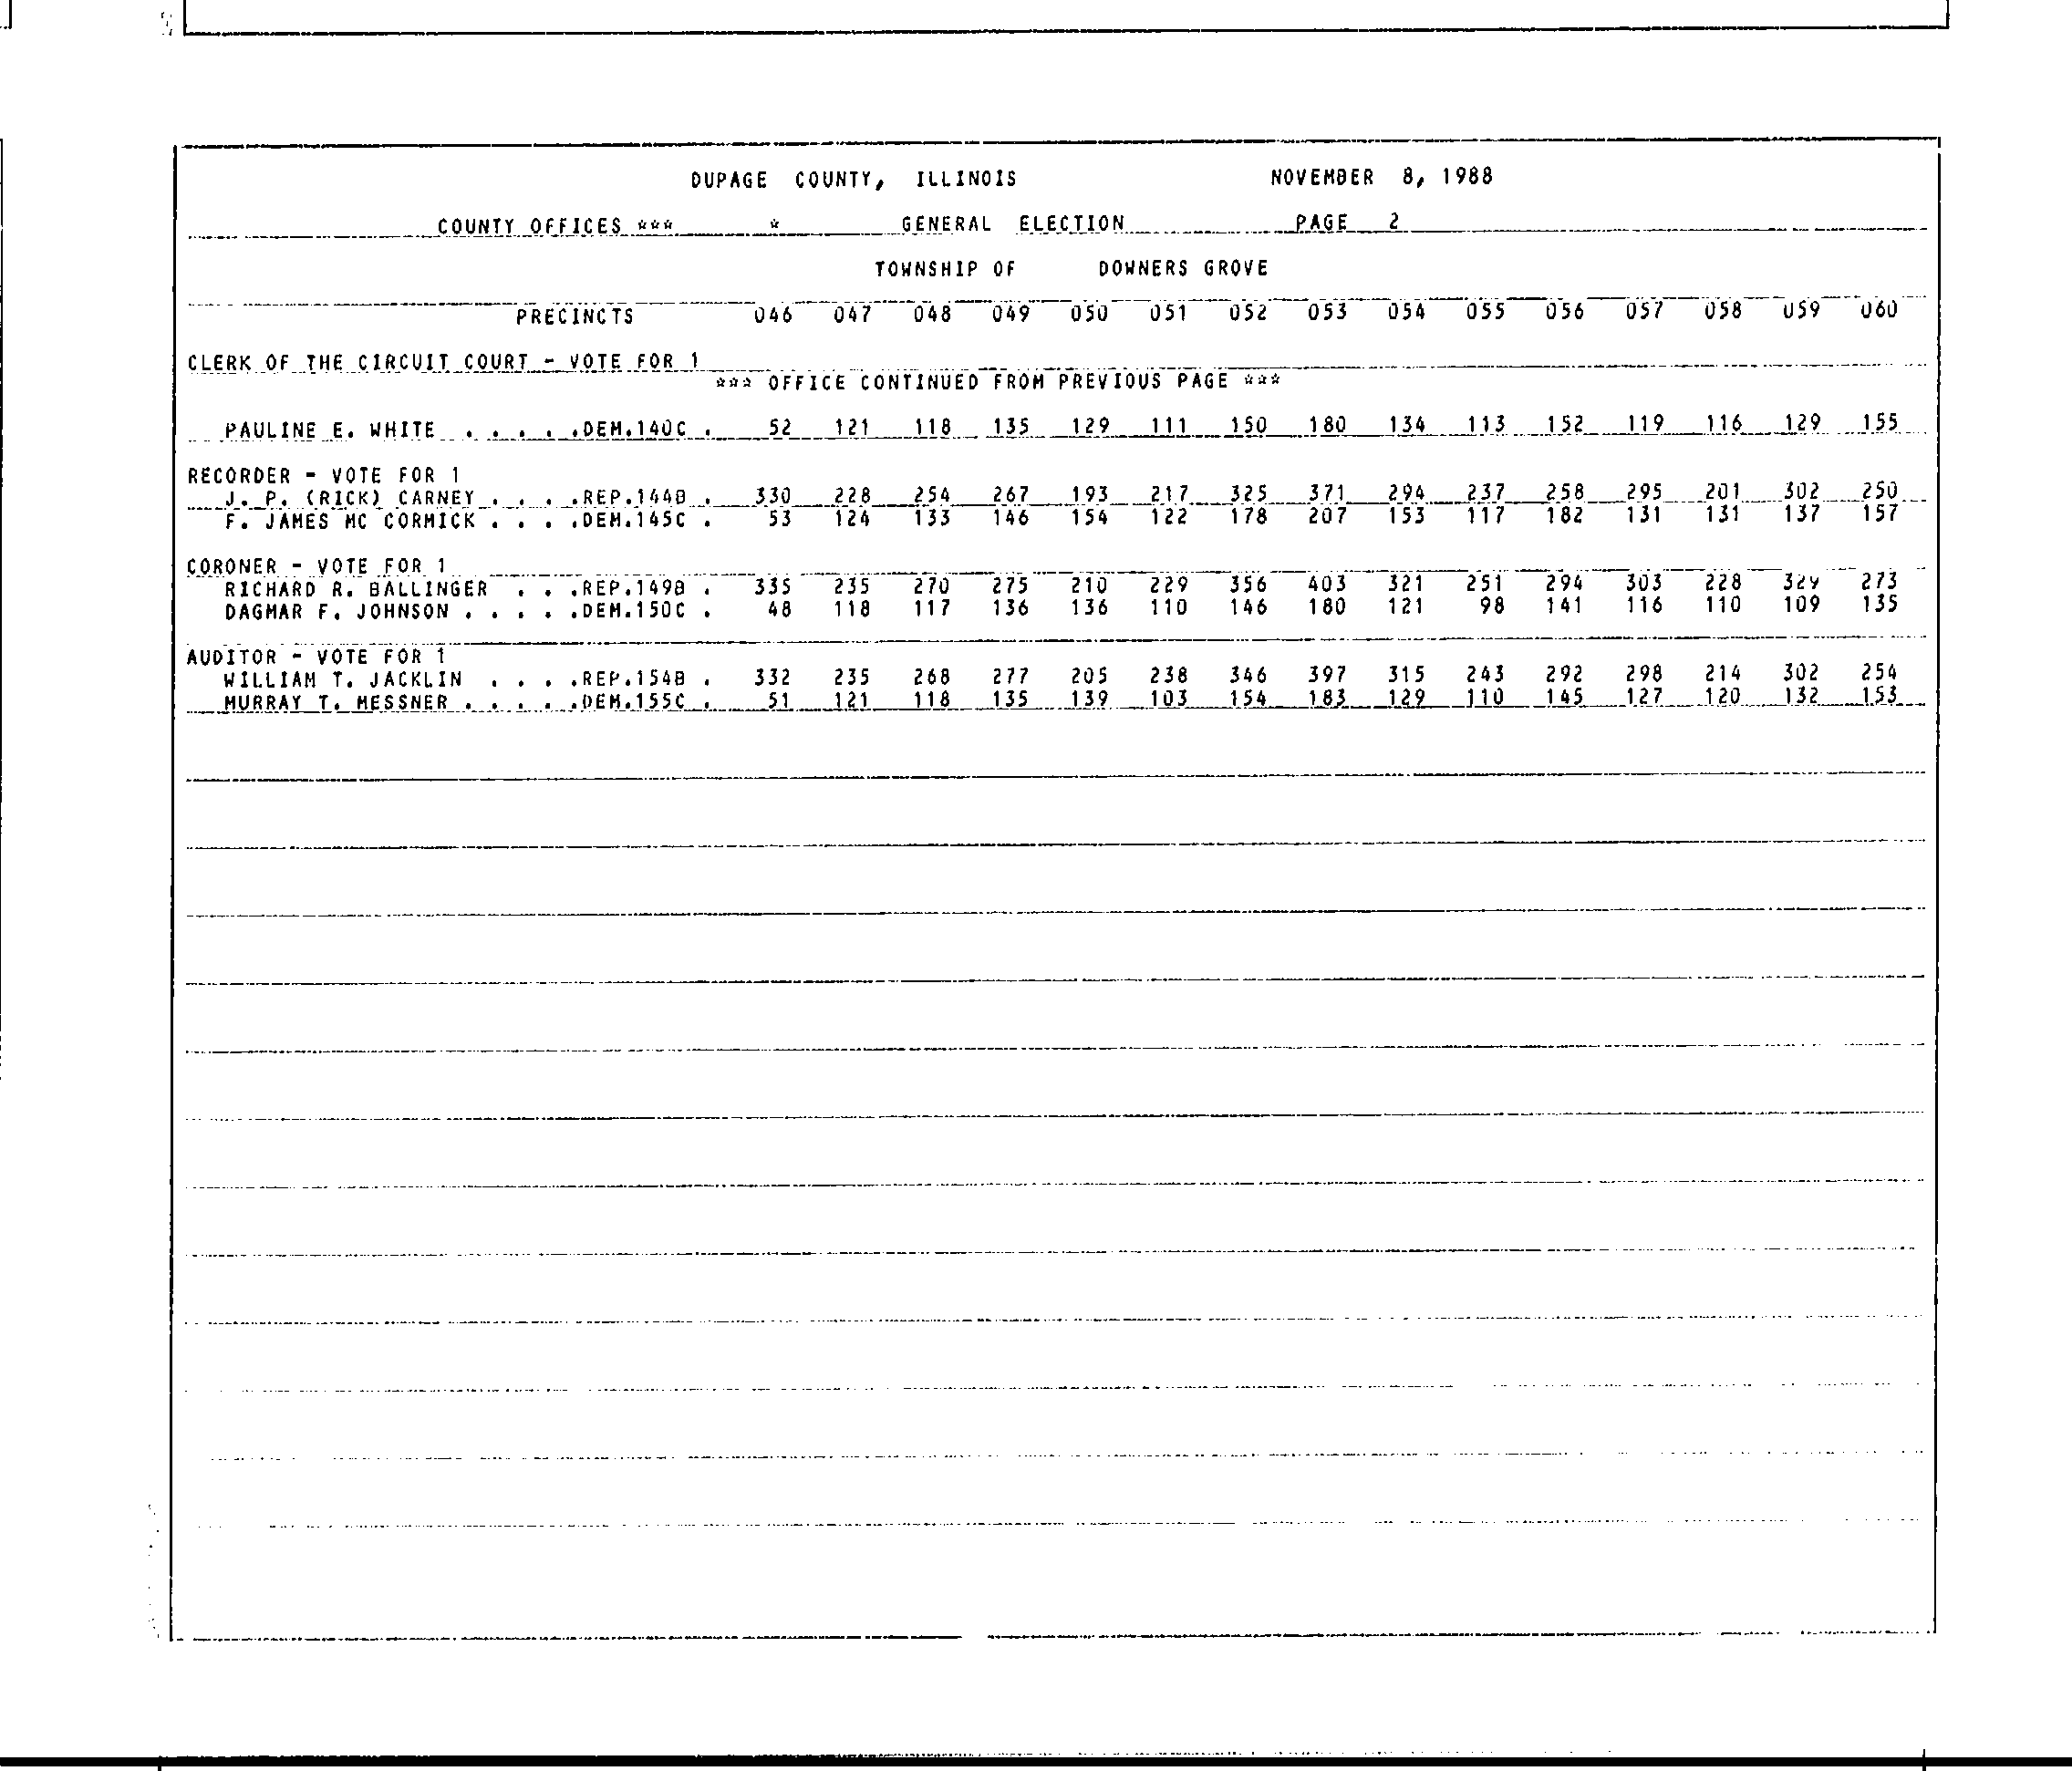 DUPAGE COUNTY, ILLINOIS NOVEMBER 8, 1988
COUNTY OFFICES *** * GENERAL ELECTION PAGE 2
TOWNSHIP OF DOWNERS GROVE
PRECINCTS 046 047 048 049 050 051 052 053 054 055 056 057 058 059 060
CLERK OF THE CIRCUIT COURT - VOTE FOR 1
*** OFFICE CONTINUED FROM PREVIOUS PAGE ***
PAULINE E. WHITE . . . . .DEM.140C . 52 121 118 135 129 111 150 180 134 113 152 119 116 129 155
RECORDER - VOTE FOR 1
J. P. (RICK) CARNEY . . . .REP.144B . 330 228 254 267 193 217 325 371 294 237 258 295 201 302 250
F. JAMES MC CORMICK . . . .DEM.145C . 53 124 133 146 154 122 178 207 153 117 182 131 131 137 157
CORONER - VOTE FOR 1
RICHARD R. BALLINGER . . .REP.149B . 335 235 270 275 210 229 356 403 321 251 294 303 228 329 273
DAGMAR F. JOHNSON . . . . .DEM.150C . 48 118 117 136 136 110 146 180 121 98 141 116 110 109 135
AUDITOR - VOTE FOR 1
WILLIAM T. JACKLIN . . . .REP.154B . 332 235 268 277 205 238 346 397 315 243 292 298 214 302 254
MURRAY T. MESSNER . . . . .DEM.155C . 51 121 118 135 139 103 154 183 129 110 145 127 120 132 153